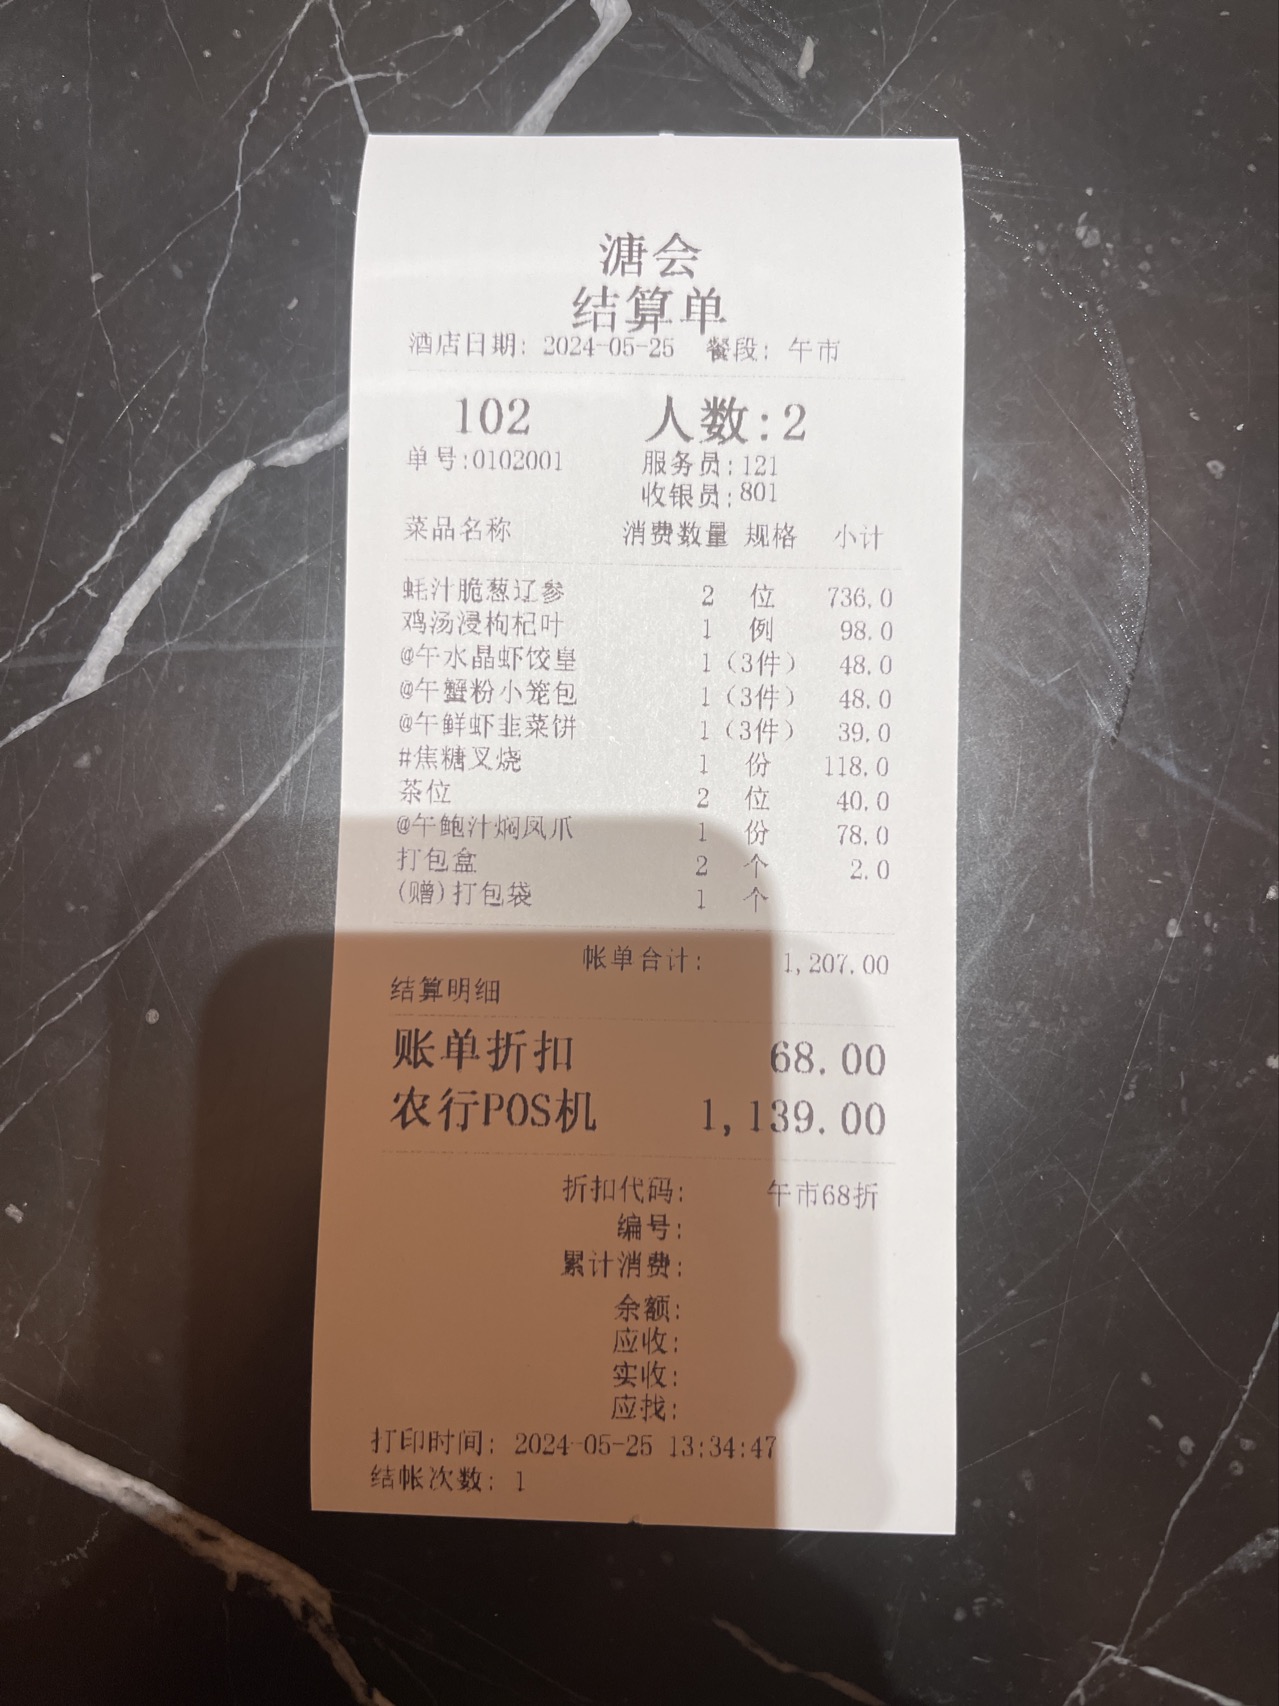 溏会
结算单
酒店日期: 2024-05-25 餐段: 午市
102 人数:2
单号:0102001 服务员:121
收银员:801
菜品名称 消费数量 规格 小计
蚝汁脆葱辽参 2 位 736.0
鸡汤浸枸杞叶 1 例 98.0
@午水晶虾饺皇 1 (3件) 48.0
@午蟹粉小笼包 1 (3件) 48.0
@午鲜虾韭菜饼 1 (3件) 39.0
#焦糖叉烧 1 份 118.0
茶位 2 位 40.0
@午鲍汁焖凤爪 1 份 78.0
打包盒 2 个 2.0
(赠)打包袋 1 个
帐单合计: 1,207.00
结算明细
账单折扣 68.00
农行POS机 1,139.00
折扣代码: 午市68折
编号:
累计消费:
余额:
应收:
实收:
应找:
打印时间: 2024-05-25 13:34:47
结帐次数: 1